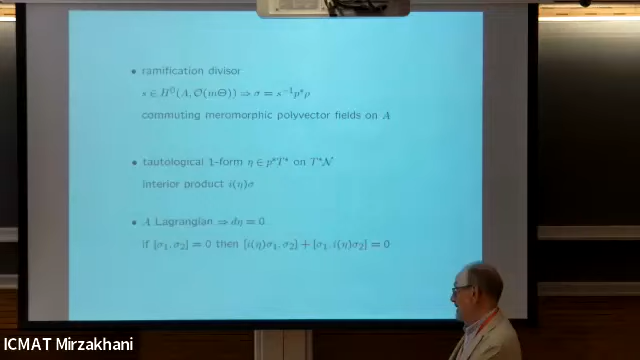 • ramification divisor
s ∈ H⁰(A, O(mΘ)) ⇒ σ = s⁻¹p*ρ
commuting meromorphic polyvector fields on A
• tautological 1-form η ∈ p*T* on T*N
interior product i(η)σ
• A Lagrangian ⇒ dη = 0
if [σ₁, σ₂] = 0 then [i(η)σ₁, σ₂] + [σ₁, i(η)σ₂] = 0
ICMAT Mirzakhani